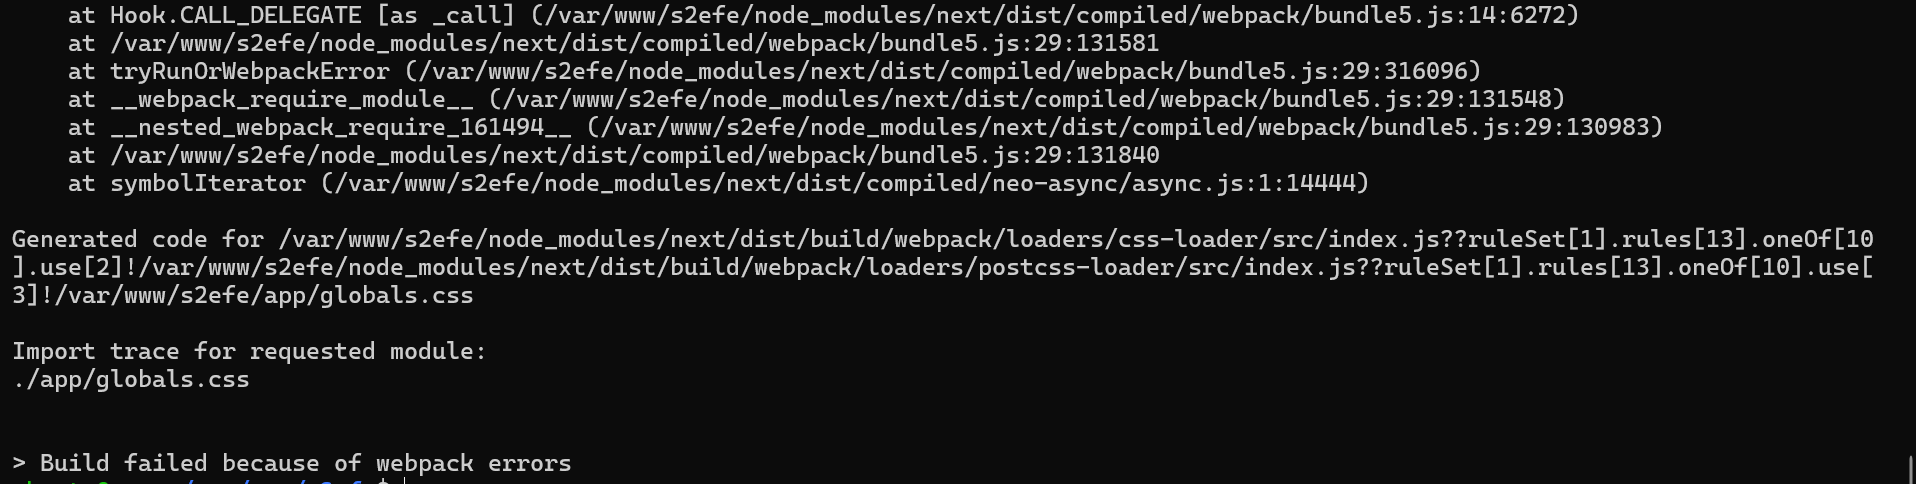 at Hook.CALL_DELEGATE [as _call] (/var/www/s2efe/node_modules/next/dist/compiled/webpack/bundle5.js:14:6272)
at /var/www/s2efe/node_modules/next/dist/compiled/webpack/bundle5.js:29:131581
at tryRunOrWebpackError (/var/www/s2efe/node_modules/next/dist/compiled/webpack/bundle5.js:29:316096)
at __webpack_require_module__ (/var/www/s2efe/node_modules/next/dist/compiled/webpack/bundle5.js:29:131548)
at __nested_webpack_require_161494__ (/var/www/s2efe/node_modules/next/dist/compiled/webpack/bundle5.js:29:130983)
at /var/www/s2efe/node_modules/next/dist/compiled/webpack/bundle5.js:29:131840
at symbolIterator (/var/www/s2efe/node_modules/next/dist/compiled/neo-async/async.js:1:14444)
Generated code for /var/www/s2efe/node_modules/next/dist/build/webpack/loaders/css-loader/src/index.js??ruleSet[1].rules[13].oneOf[10
].use[2]!/var/www/s2efe/node_modules/next/dist/build/webpack/loaders/postcss-loader/src/index.js??ruleSet[1].rules[13].oneOf[10].use[
3]!/var/www/s2efe/app/globals.css
Import trace for requested module:
./app/globals.css
> Build failed because of webpack errors